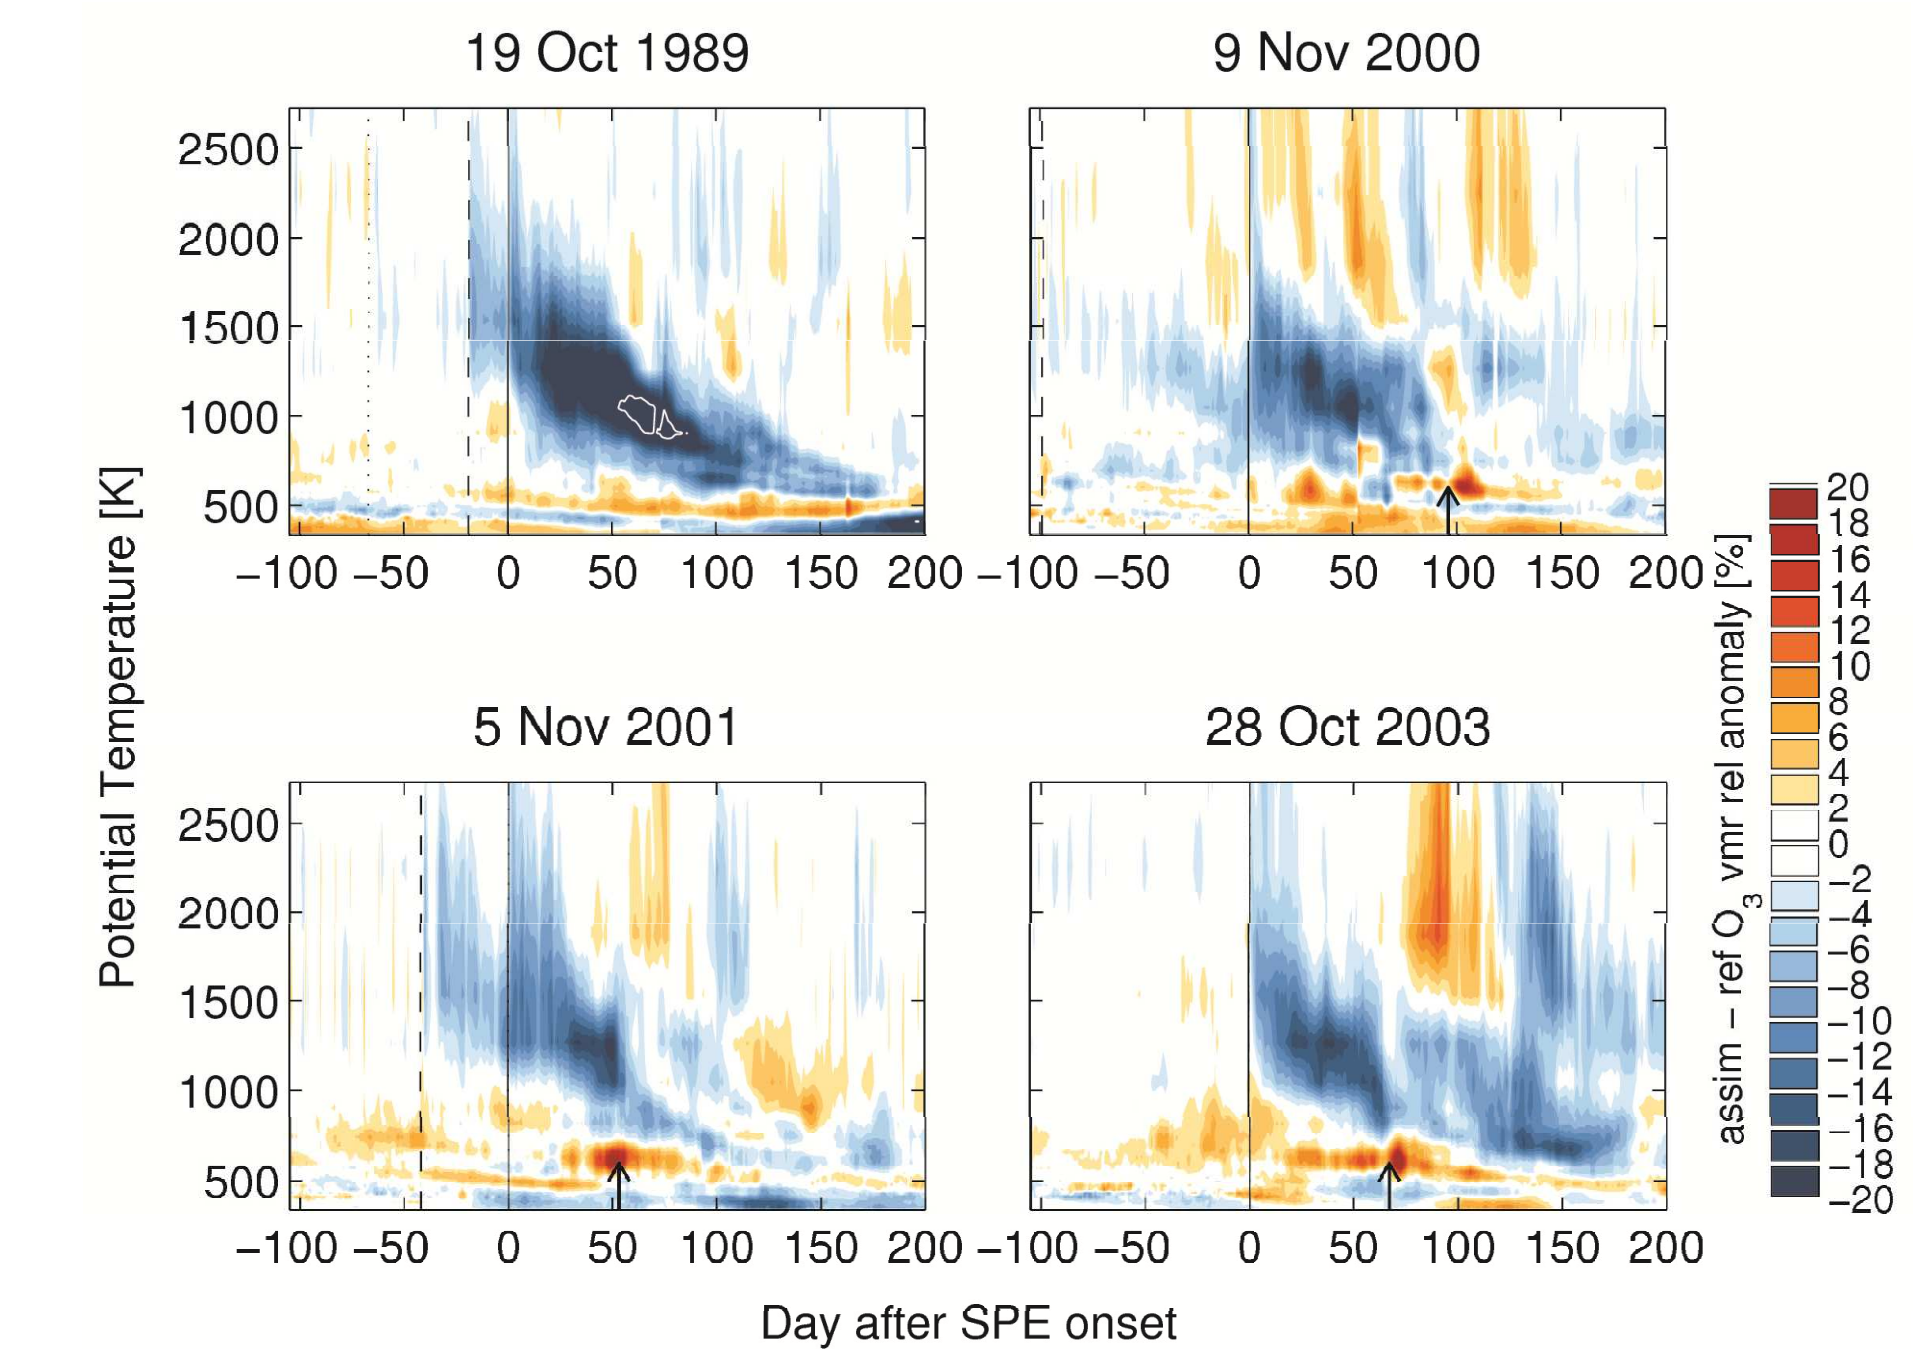 19 Oct 1989
9 Nov 2000
2500
2000
1500
1000
500
−100 −50 0 50 100 150 200
−100 −50 0 50 100 150 200
5 Nov 2001
28 Oct 2003
2500
2000
1500
1000
500
−100 −50 0 50 100 150 200
−100 −50 0 50 100 150 200
Potential Temperature [K]
Day after SPE onset
assim − ref O3 vmr rel anomaly [%]
20
18
16
14
12
10
8
6
4
2
0
−2
−4
−6
−8
−10
−12
−14
−16
−18
−20